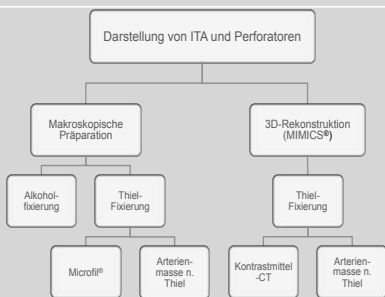 Darstellung von ITA und Perforatoren
Makroskopische
Präparation
3D-Rekonstruktion
(MIMICS®)
Alkohol-
fixierung
Thiel-
Fixierung
Thiel-
Fixierung
Microfil®
Arterien-
masse n.
Thiel
Kontrastmittel
-CT
Arterien-
masse n.
Thiel